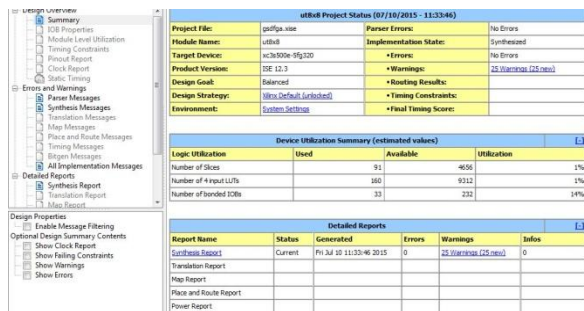 Design Overview
Summary
IOB Properties
Module Level Utilization
Timing Constraints
Pinout Report
Clock Report
Static Timing
Errors and Warnings
Parser Messages
Synthesis Messages
Translation Messages
Map Messages
Place and Route Messages
Timing Messages
Bitgen Messages
All Implementation Messages
Detailed Reports
Synthesis Report
Translation Report
Map Report
Design Properties
Enable Message Filtering
Optional Design Summary Contents
Show Clock Report
Show Failing Constraints
Show Warnings
Show Errors
ut8x8 Project Status (07/10/2015 - 11:33:46)
Project File: gsdfga.xise Parser Errors: No Errors
Module Name: ut8x8 Implementation State: Synthesized
Target Device: xc3s500e-5fg320 •Errors: No Errors
Product Version: ISE 12.3 •Warnings: 25 Warnings (25 new)
Design Goal: Balanced •Routing Results:
Design Strategy: Xilinx Default (unlocked) •Timing Constraints:
Environment: System Settings •Final Timing Score:
Device Utilization Summary (estimated values) [-]
Logic Utilization Used Available Utilization
Number of Slices 91 4656 1%
Number of 4 input LUTs 160 9312 1%
Number of bonded IOBs 33 232 14%
Detailed Reports [-]
Report Name Status Generated Errors Warnings Infos
Synthesis Report Current Fri Jul 10 11:33:46 2015 0 25 Warnings (25 new) 0
Translation Report
Map Report
Place and Route Report
Power Report